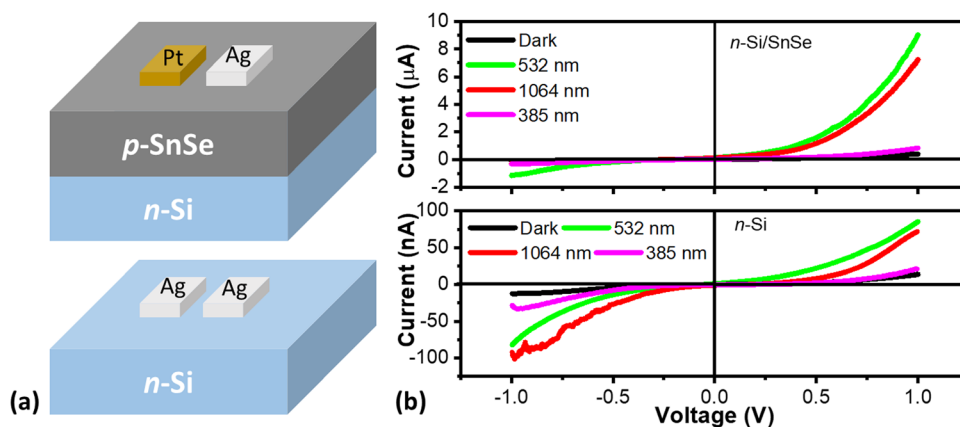 Pt Ag
p-SnSe
n-Si
Ag Ag
n-Si
(a)
Current (μA)
10
8
6
4
2
0
-2
Dark
532 nm
1064 nm
385 nm
n-Si/SnSe
Current (nA)
100
50
0
-50
-100
Dark 532 nm
1064 nm 385 nm
n-Si
-1.0 -0.5 0.0 0.5 1.0
(b) Voltage (V)